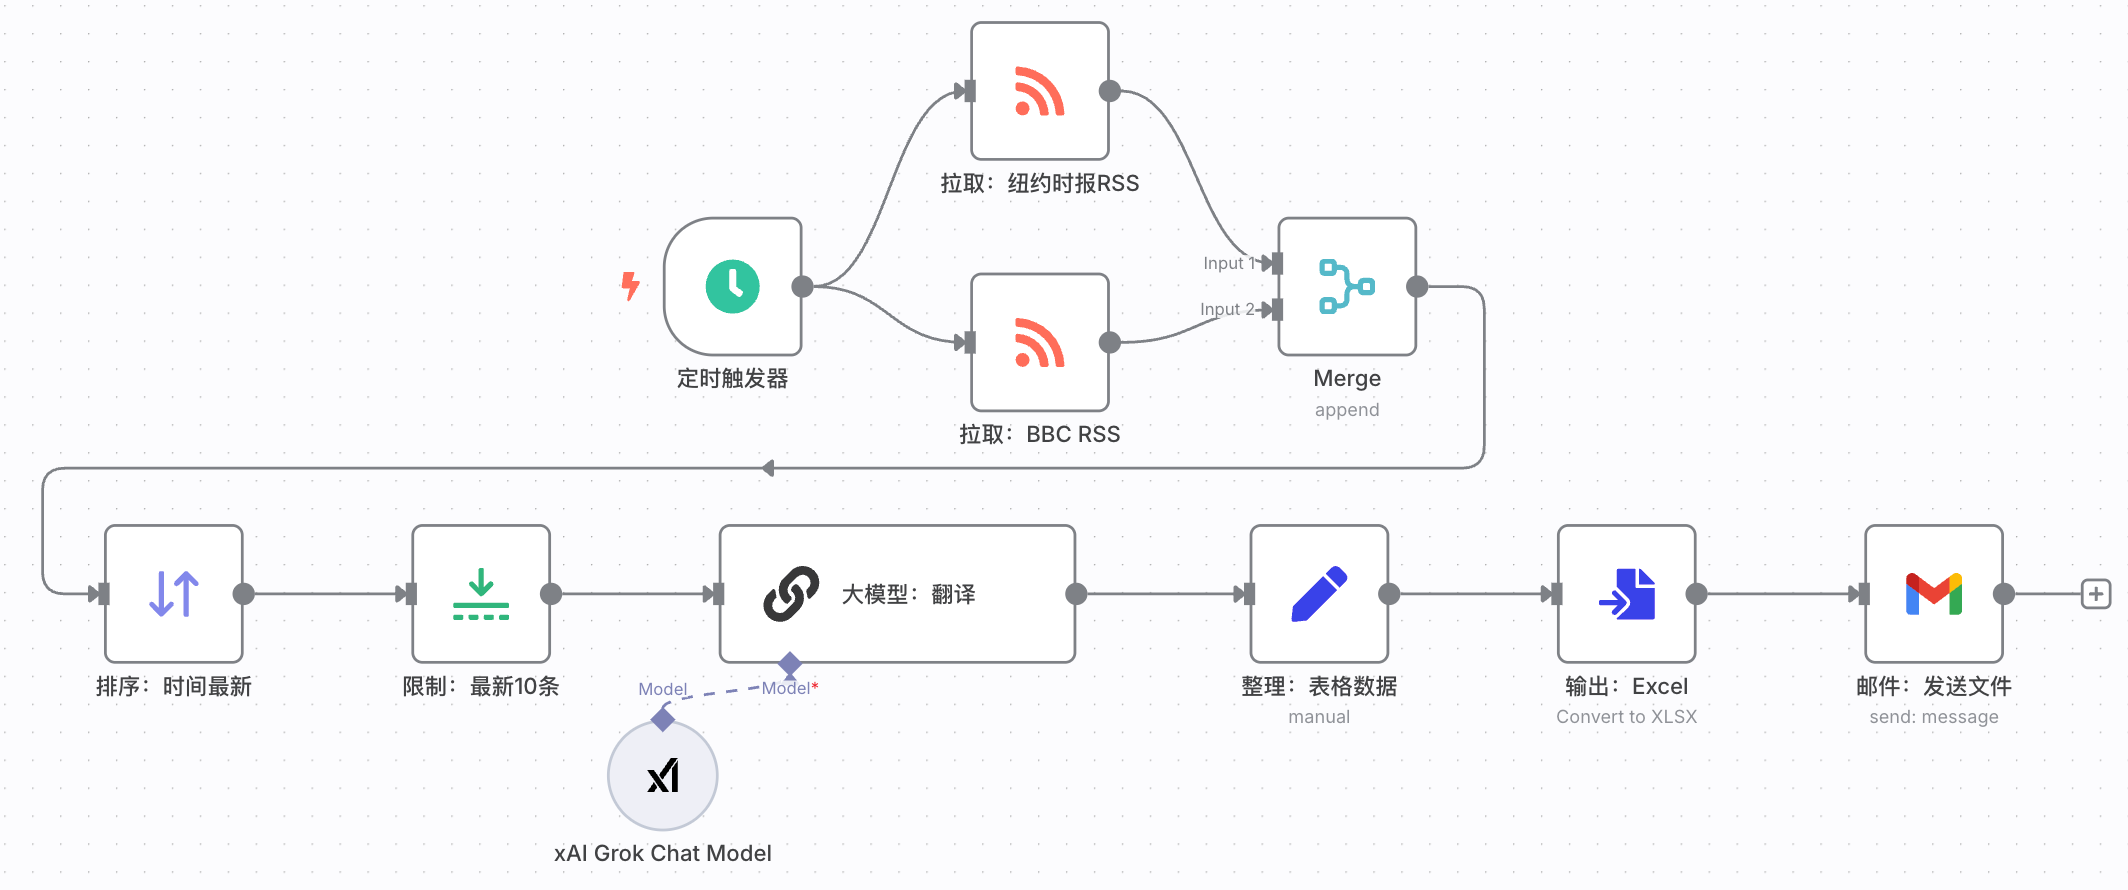 拉取：纽约时报RSS
定时触发器
拉取：BBC RSS
Input 1
Input 2
Merge
append
排序：时间最新
限制：最新10条
大模型：翻译
Model
Model*
xAI Grok Chat Model
整理：表格数据
manual
输出：Excel
Convert to XLSX
邮件：发送文件
send: message